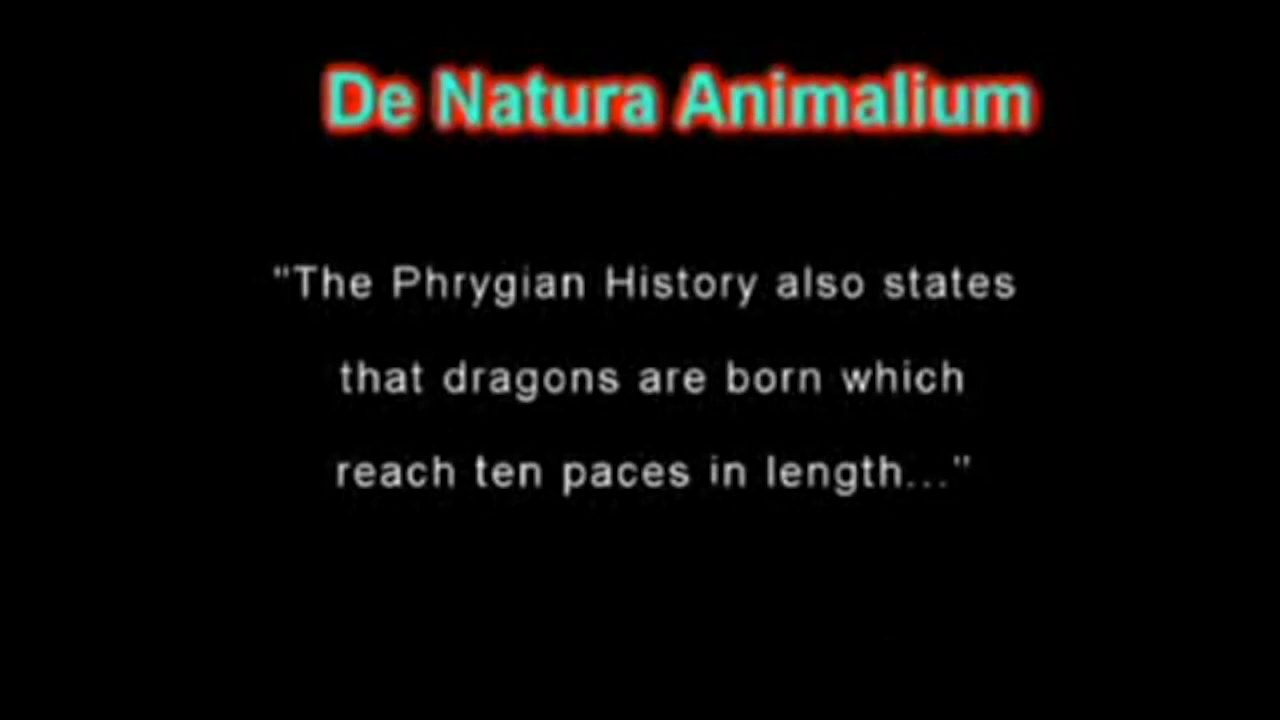 De Natura Animalium
"The Phrygian History also states
that dragons are born which
reach ten paces in length..."